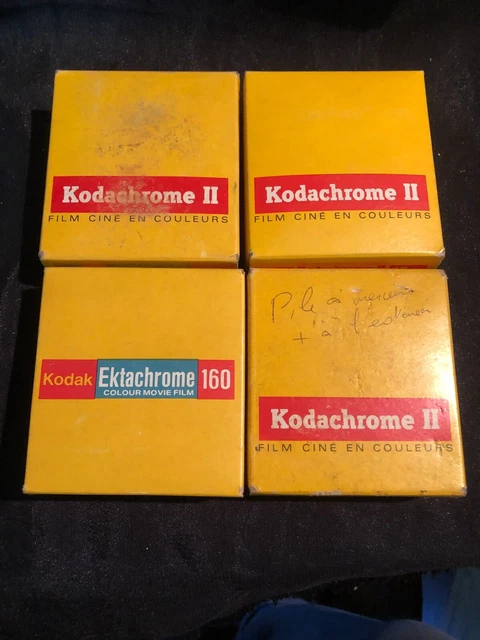 Kodachrome II
FILM CINÉ EN COULEURS
Kodachrome II
FILM CINÉ EN COULEURS
Kodak Ektachrome 160
COLOUR MOVIE FILM
à
+ à
Kodachrome II
FILM CINÉ EN COULEURS